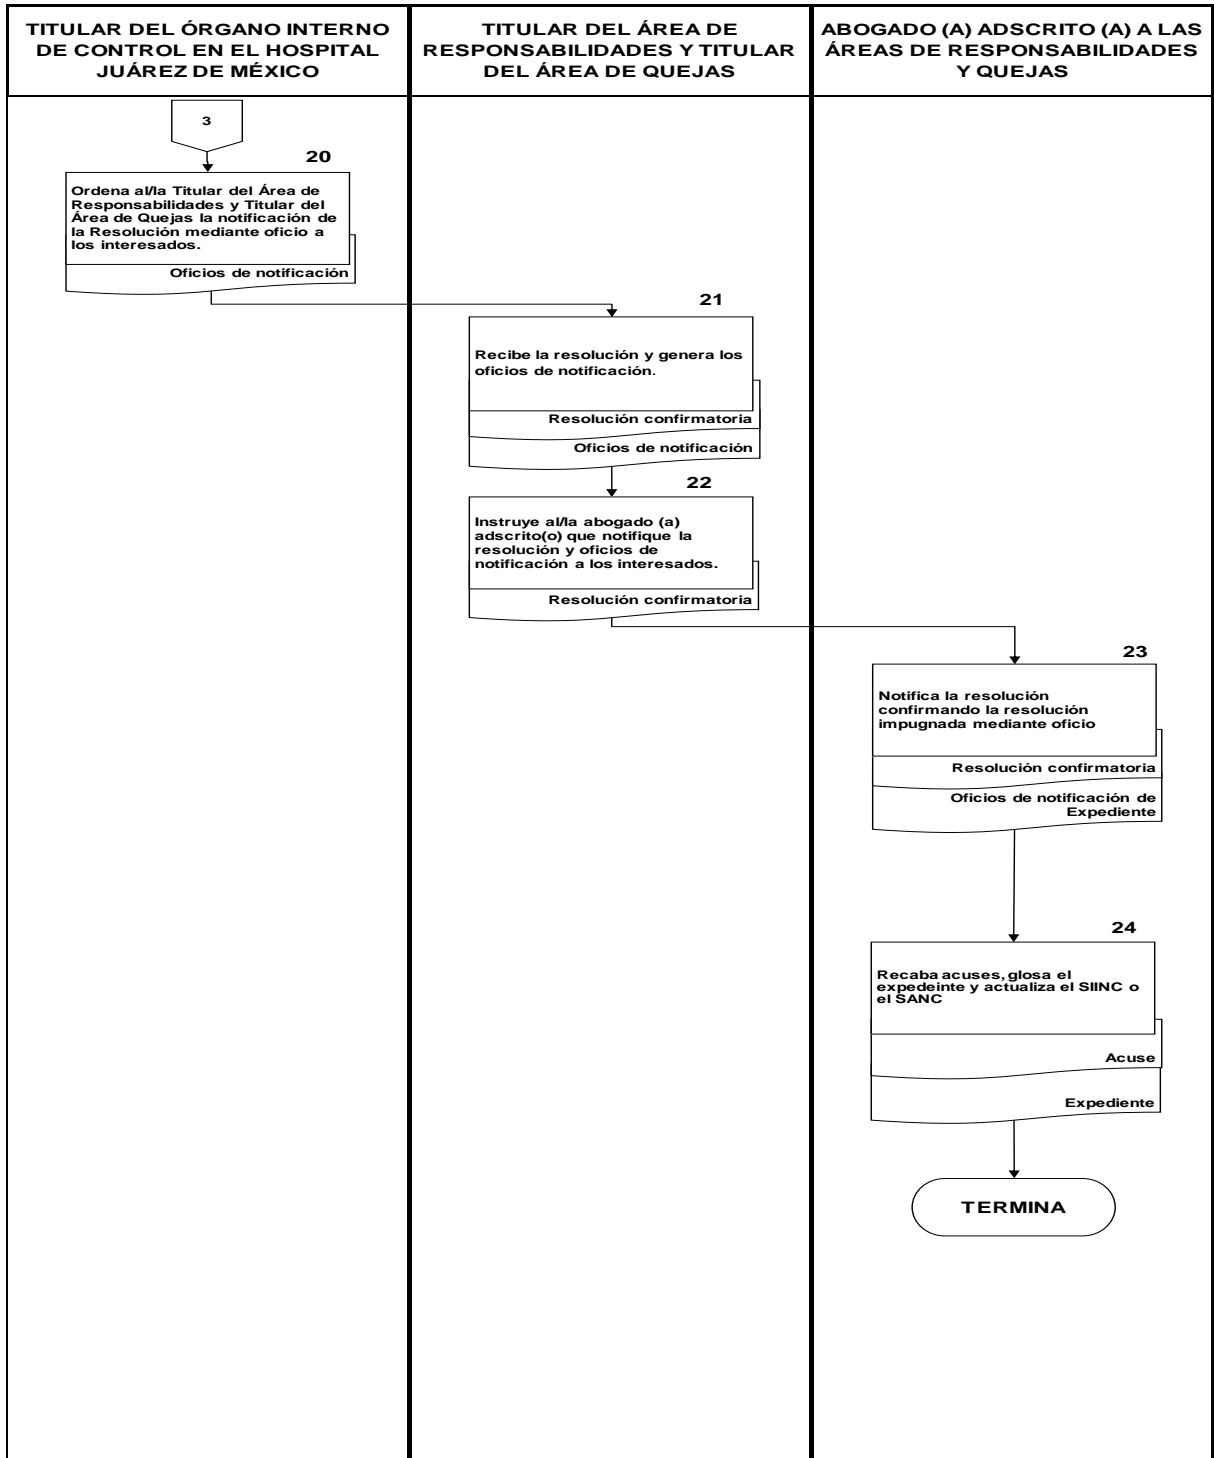 TITULAR DEL ÓRGANO INTERNO
DE CONTROL EN EL HOSPITAL
JUÁREZ DE MÉXICO
TITULAR DEL ÁREA DE
RESPONSABILIDADES Y TITULAR
DEL ÁREA DE QUEJAS
ABOGADO (A) ADSCRITO (A) A LAS
ÁREAS DE RESPONSABILIDADES
Y QUEJAS
3
20
Ordena al/la Titular del Área de
Responsabilidades y Titular del
Área de Quejas la notificación de
la Resolución mediante oficio a
los interesados.
Oficios de notificación
21
Recibe la resolución y genera los
oficios de notificación.
Resolución confirmatoria
Oficios de notificación
22
Instruye al/la abogado (a)
adscrito(o) que notifique la
resolución y oficios de
notificación a los interesados.
Resolución confirmatoria
23
Notifica la resolución
confirmando la resolución
impugnada mediante oficio
Resolución confirmatoria
Oficios de notificación de
Expediente
24
Recaba acuses, glosa el
expedeinte y actualiza el SIINC o
el SANC
Acuse
Expediente
TERMINA